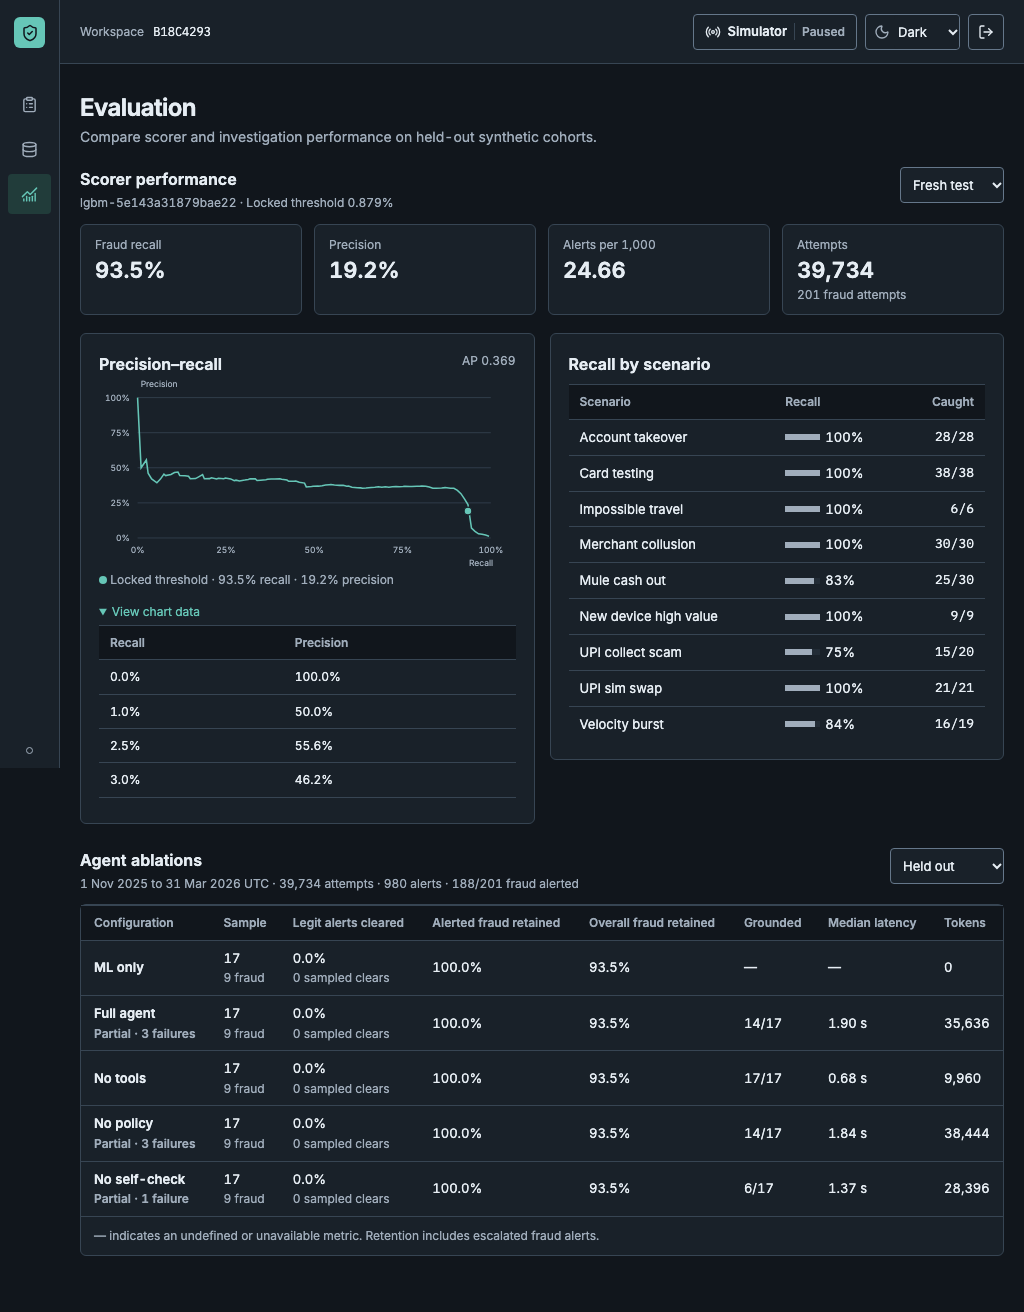 Workspace B18C4293
Simulator Paused
Dark
Evaluation
Compare scorer and investigation performance on held-out synthetic cohorts.
Scorer performance
lgbm-5e143a31879bae22 · Locked threshold 0.879%
Fresh test
Fraud recall
93.5%
Precision
19.2%
Alerts per 1,000
24.66
Attempts
39,734
201 fraud attempts
Precision–recall
AP 0.369
Precision
100%
75%
50%
25%
0%
0% 25% 50% 75% 100%
Recall
Locked threshold · 93.5% recall · 19.2% precision
View chart data
Recall Precision
0.0% 100.0%
1.0% 50.0%
2.5% 55.6%
3.0% 46.2%
Recall by scenario
Scenario Recall Caught
Account takeover 100% 28/28
Card testing 100% 38/38
Impossible travel 100% 6/6
Merchant collusion 100% 30/30
Mule cash out 83% 25/30
New device high value 100% 9/9
UPI collect scam 75% 15/20
UPI sim swap 100% 21/21
Velocity burst 84% 16/19
Agent ablations
1 Nov 2025 to 31 Mar 2026 UTC · 39,734 attempts · 980 alerts · 188/201 fraud alerted
Held out
Configuration Sample Legit alerts cleared Alerted fraud retained Overall fraud retained Grounded Median latency Tokens
ML only 17 0.0% 100.0% 93.5% — — 0
9 fraud 0 sampled clears
Full agent 17 0.0% 100.0% 93.5% 14/17 1.90 s 35,636
Partial · 3 failures 9 fraud 0 sampled clears
No tools 17 0.0% 100.0% 93.5% 17/17 0.68 s 9,960
9 fraud 0 sampled clears
No policy 17 0.0% 100.0% 93.5% 14/17 1.84 s 38,444
Partial · 3 failures 9 fraud 0 sampled clears
No self-check 17 0.0% 100.0% 93.5% 6/17 1.37 s 28,396
Partial · 1 failure 9 fraud 0 sampled clears
— indicates an undefined or unavailable metric. Retention includes escalated fraud alerts.